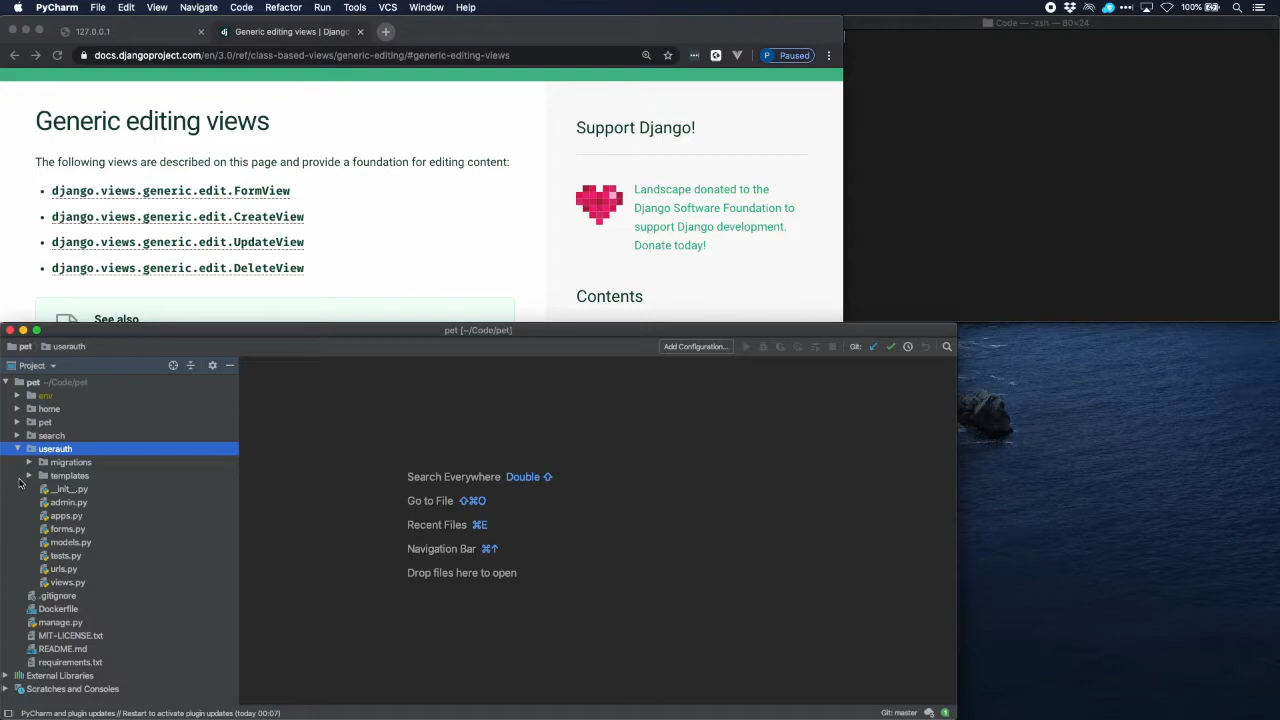 PyCharm File Edit View Navigate Code Refactor Run Tools VCS Window Help 100%
127.0.0.1 Generic editing views | Djang
Code — -zsh — 80×24
docs.djangoproject.com/en/3.0/ref/class-based-views/generic-editing/#generic-editing-views
P Paused
Generic editing views
The following views are described on this page and provide a foundation for editing content:
• django.views.generic.edit.FormView
• django.views.generic.edit.CreateView
• django.views.generic.edit.UpdateView
• django.views.generic.edit.DeleteView
See also
Support Django!
Landscape donated to the
Django Software Foundation to
support Django development.
Donate today!
Contents
pet [~/Code/pet]
pet userauth
Add Configuration... Git:
Project
pet ~/Code/pet
env
home
pet
search
userauth
migrations
templates
__init__.py
admin.py
apps.py
forms.py
models.py
tests.py
urls.py
views.py
.gitignore
Dockerfile
manage.py
MIT-LICENSE.txt
README.md
requirements.txt
External Libraries
Scratches and Consoles
Search Everywhere Double ⇧
Go to File ⇧⌘O
Recent Files ⌘E
Navigation Bar ⌘↑
Drop files here to open
PyCharm and plugin updates // Restart to activate plugin updates (today 00:07)
Git: master 1